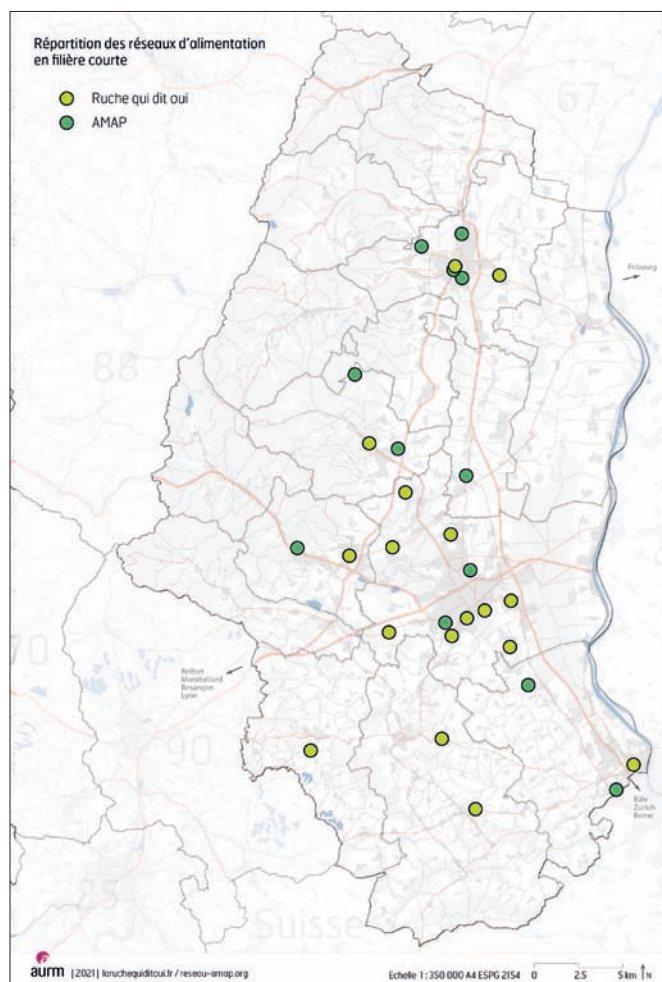 Répartition des réseaux d'alimentation
en filière courte
Ruche qui dit oui
AMAP
67
Fribourg
88
70
Belfort
Montbéliard
Besançon
Lyon
90
Bâle
Zurich
Berne
25
Suisse
aurm | 2021 | laruchequiditoui.fr / reseau-amap.org
Echelle 1 : 350 000 A4 ESPG 2154
0 2.5 5 km N